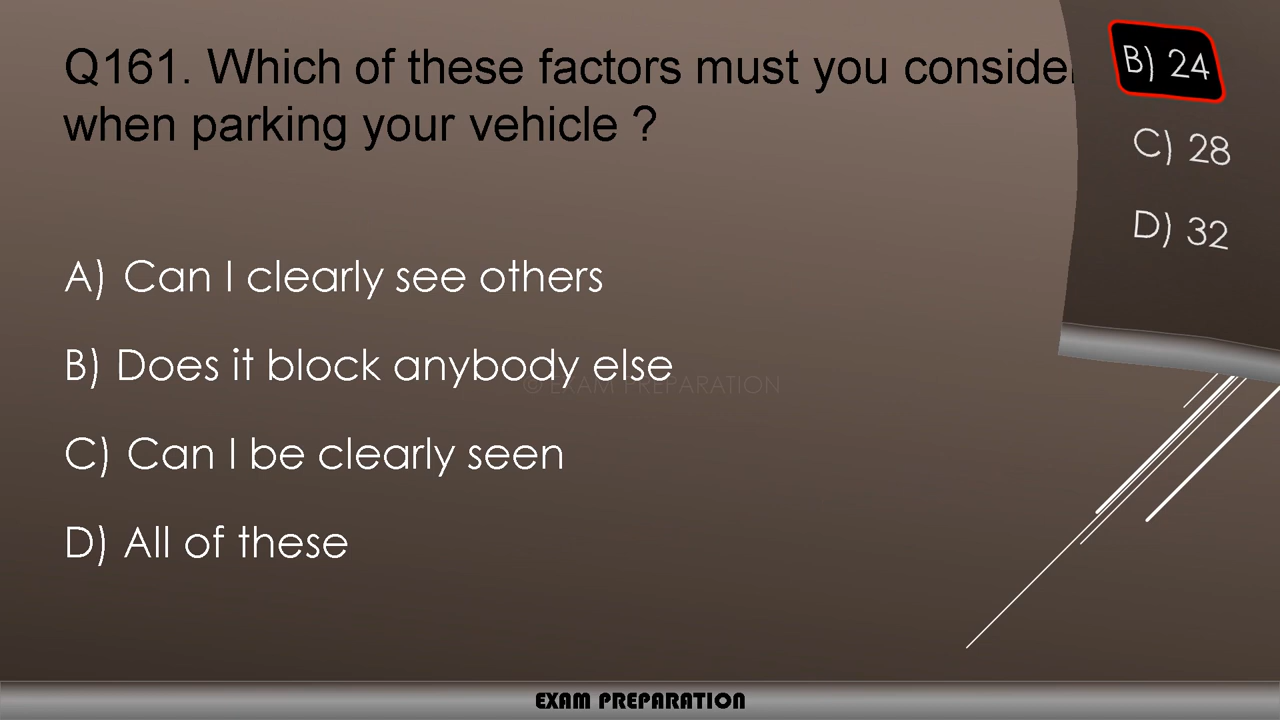 Q161. Which of these factors must you consider
when parking your vehicle ?
A) Can I clearly see others
B) Does it block anybody else
C) Can I be clearly seen
D) All of these
B) 24
C) 28
D) 32
© EXAM PREPARATION
EXAM PREPARATION